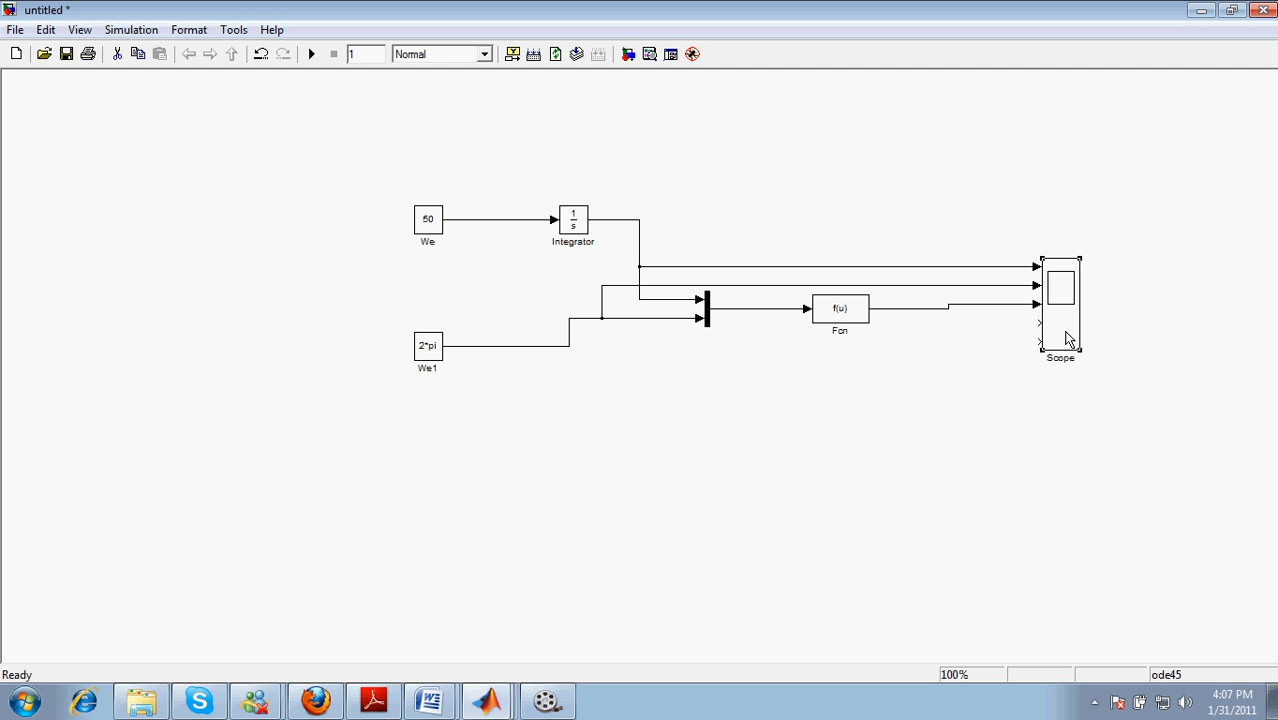 untitled *
File Edit View Simulation Format Tools Help
1 Normal
50
We
1
s
Integrator
f(u)
Fcn
2*pi
We1
Scope
Ready 100% ode45
4:07 PM
1/31/2011